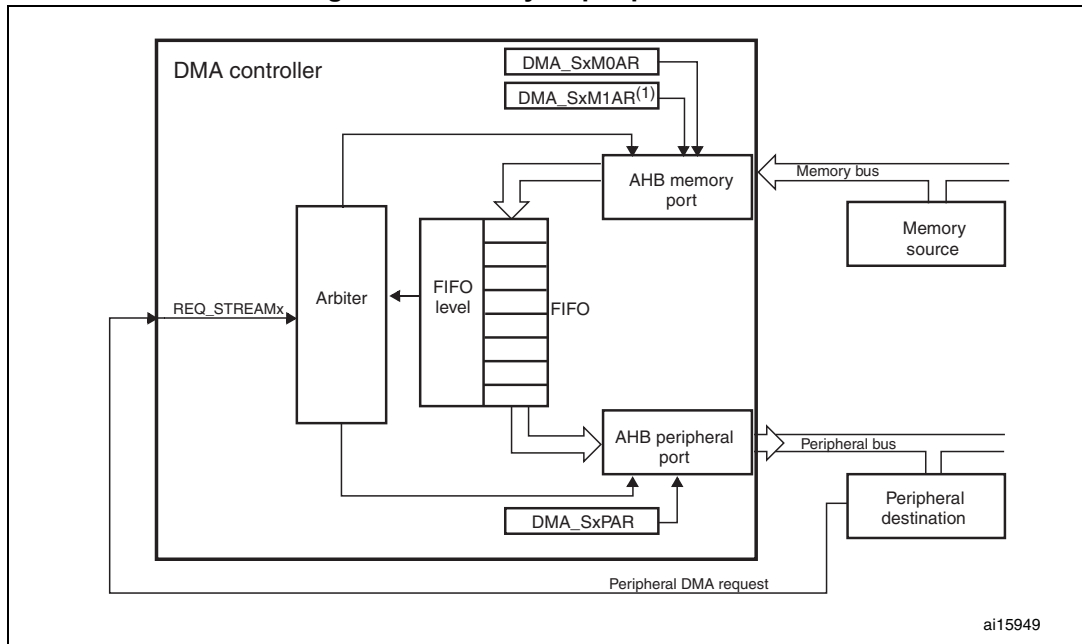 DMA controller
DMA_SxM0AR
DMA_SxM1AR(1)
AHB memory
port
Memory bus
Memory
source
Arbiter
FIFO
level
FIFO
REQ_STREAMx
AHB peripheral
port
Peripheral bus
DMA_SxPAR
Peripheral
destination
Peripheral DMA request
ai15949